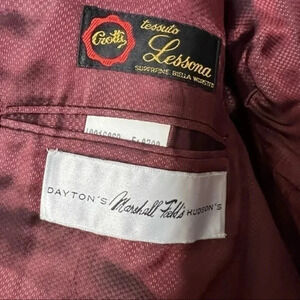 Crotti
tessuto
Lessona
SUPERFINE BIELLA WORSTED
DAYTON'S Marshall Field's HUDSON'S